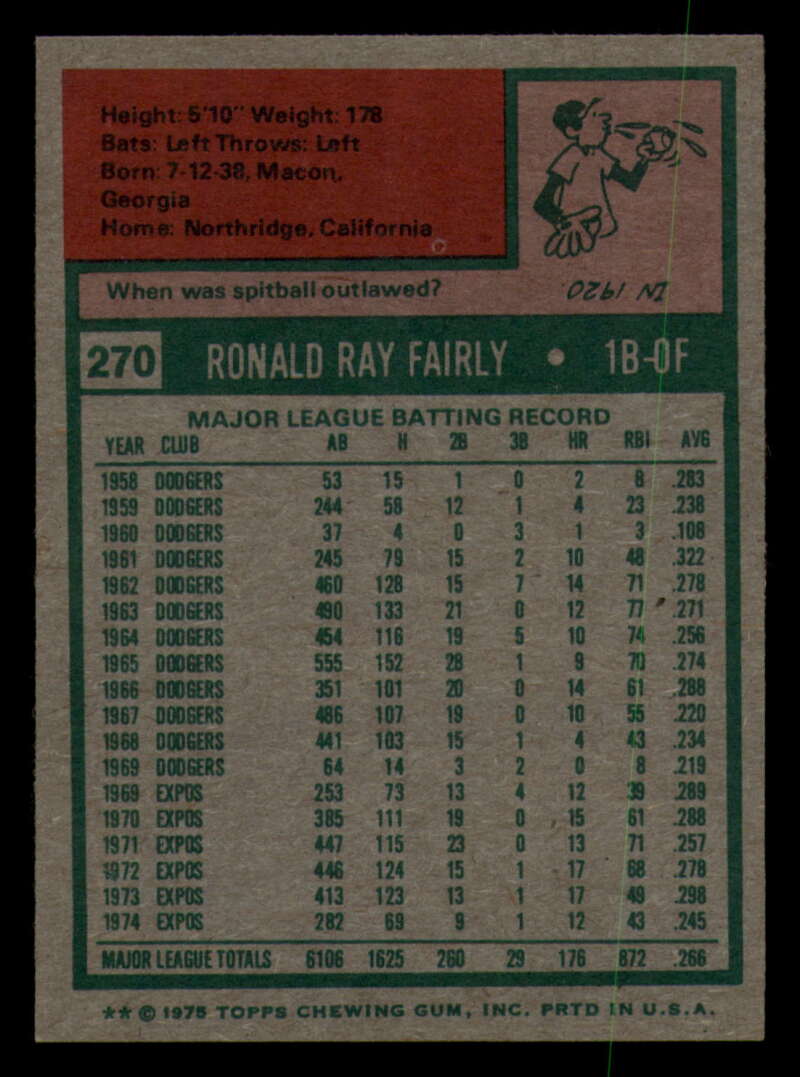 Height: 5'10" Weight: 178
Bats: Left Throws: Left
Born: 7-12-38, Macon,
Georgia
Home: Northridge, California
When was spitball outlawed?
IN 1920.
270 RONALD RAY FAIRLY • 1B-OF
MAJOR LEAGUE BATTING RECORD
YEAR CLUB AB H 2B 3B HR RBI AVG
1958 DODGERS 53 15 1 0 2 8 .283
1959 DODGERS 244 58 12 1 4 23 .238
1960 DODGERS 37 4 0 3 1 3 .108
1961 DODGERS 245 79 15 2 10 48 .322
1962 DODGERS 460 128 15 7 14 71 .278
1963 DODGERS 490 133 21 0 12 77 .271
1964 DODGERS 454 116 19 5 10 74 .256
1965 DODGERS 555 152 28 1 9 70 .274
1966 DODGERS 351 101 20 0 14 61 .288
1967 DODGERS 486 107 19 0 10 55 .220
1968 DODGERS 441 103 15 1 4 43 .234
1969 DODGERS 64 14 3 2 0 8 .219
1969 EXPOS 253 73 13 4 12 39 .289
1970 EXPOS 385 111 19 0 15 61 .288
1971 EXPOS 447 115 23 0 13 71 .257
1972 EXPOS 446 124 15 1 17 68 .278
1973 EXPOS 413 123 13 1 17 49 .298
1974 EXPOS 282 69 9 1 12 43 .245
MAJOR LEAGUE TOTALS 6106 1625 260 29 176 872 .266
** © 1975 TOPPS CHEWING GUM, INC. PRTD IN U.S.A.